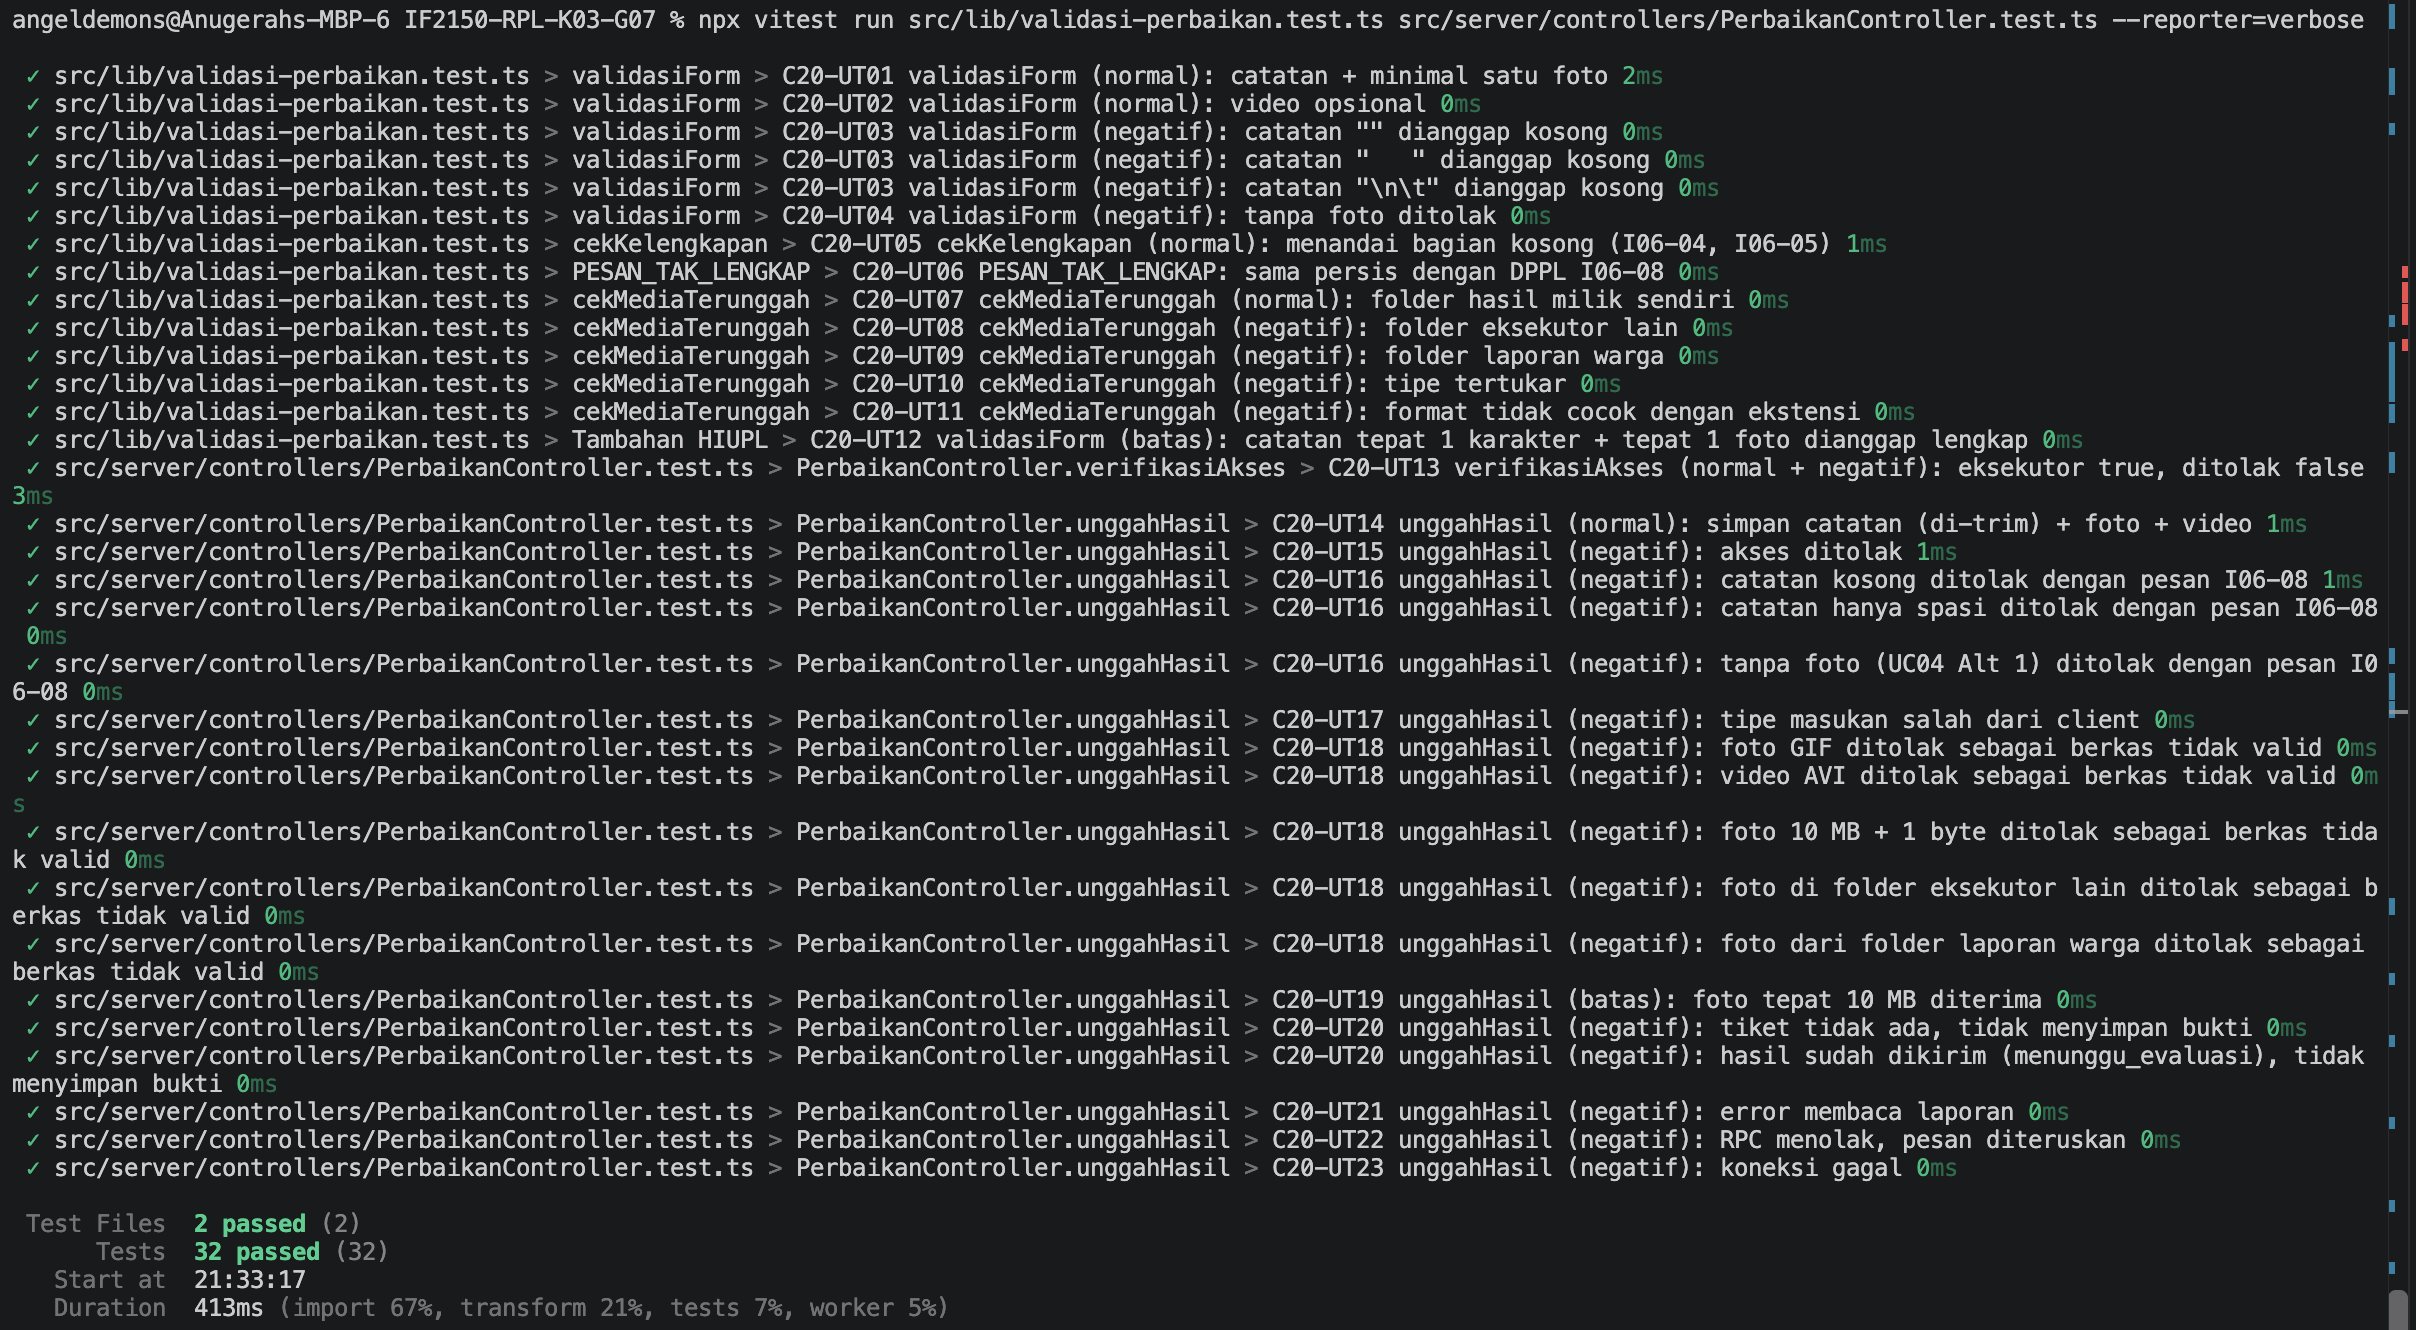 angeldemons@Anugerahs-MBP-6 IF2150-RPL-K03-G07 % npx vitest run src/lib/validasi-perbaikan.test.ts src/server/controllers/PerbaikanController.test.ts --reporter=verbose
✓ src/lib/validasi-perbaikan.test.ts > validasiForm > C20-UT01 validasiForm (normal): catatan + minimal satu foto 2ms
✓ src/lib/validasi-perbaikan.test.ts > validasiForm > C20-UT02 validasiForm (normal): video opsional 0ms
✓ src/lib/validasi-perbaikan.test.ts > validasiForm > C20-UT03 validasiForm (negatif): catatan "" dianggap kosong 0ms
✓ src/lib/validasi-perbaikan.test.ts > validasiForm > C20-UT03 validasiForm (negatif): catatan "   " dianggap kosong 0ms
✓ src/lib/validasi-perbaikan.test.ts > validasiForm > C20-UT03 validasiForm (negatif): catatan "\n\t" dianggap kosong 0ms
✓ src/lib/validasi-perbaikan.test.ts > validasiForm > C20-UT04 validasiForm (negatif): tanpa foto ditolak 0ms
✓ src/lib/validasi-perbaikan.test.ts > cekKelengkapan > C20-UT05 cekKelengkapan (normal): menandai bagian kosong (I06-04, I06-05) 1ms
✓ src/lib/validasi-perbaikan.test.ts > PESAN_TAK_LENGKAP > C20-UT06 PESAN_TAK_LENGKAP: sama persis dengan DPPL I06-08 0ms
✓ src/lib/validasi-perbaikan.test.ts > cekMediaTerunggah > C20-UT07 cekMediaTerunggah (normal): folder hasil milik sendiri 0ms
✓ src/lib/validasi-perbaikan.test.ts > cekMediaTerunggah > C20-UT08 cekMediaTerunggah (negatif): folder eksekutor lain 0ms
✓ src/lib/validasi-perbaikan.test.ts > cekMediaTerunggah > C20-UT09 cekMediaTerunggah (negatif): folder laporan warga 0ms
✓ src/lib/validasi-perbaikan.test.ts > cekMediaTerunggah > C20-UT10 cekMediaTerunggah (negatif): tipe tertukar 0ms
✓ src/lib/validasi-perbaikan.test.ts > cekMediaTerunggah > C20-UT11 cekMediaTerunggah (negatif): format tidak cocok dengan ekstensi 0ms
✓ src/lib/validasi-perbaikan.test.ts > Tambahan HIUPL > C20-UT12 validasiForm (batas): catatan tepat 1 karakter + tepat 1 foto dianggap lengkap 0ms
✓ src/server/controllers/PerbaikanController.test.ts > PerbaikanController.verifikasiAkses > C20-UT13 verifikasiAkses (normal + negatif): eksekutor true, ditolak false
3ms
✓ src/server/controllers/PerbaikanController.test.ts > PerbaikanController.unggahHasil > C20-UT14 unggahHasil (normal): simpan catatan (di-trim) + foto + video 1ms
✓ src/server/controllers/PerbaikanController.test.ts > PerbaikanController.unggahHasil > C20-UT15 unggahHasil (negatif): akses ditolak 1ms
✓ src/server/controllers/PerbaikanController.test.ts > PerbaikanController.unggahHasil > C20-UT16 unggahHasil (negatif): catatan kosong ditolak dengan pesan I06-08 1ms
✓ src/server/controllers/PerbaikanController.test.ts > PerbaikanController.unggahHasil > C20-UT16 unggahHasil (negatif): catatan hanya spasi ditolak dengan pesan I06-08
0ms
✓ src/server/controllers/PerbaikanController.test.ts > PerbaikanController.unggahHasil > C20-UT16 unggahHasil (negatif): tanpa foto (UC04 Alt 1) ditolak dengan pesan I0
6-08 0ms
✓ src/server/controllers/PerbaikanController.test.ts > PerbaikanController.unggahHasil > C20-UT17 unggahHasil (negatif): tipe masukan salah dari client 0ms
✓ src/server/controllers/PerbaikanController.test.ts > PerbaikanController.unggahHasil > C20-UT18 unggahHasil (negatif): foto GIF ditolak sebagai berkas tidak valid 0ms
✓ src/server/controllers/PerbaikanController.test.ts > PerbaikanController.unggahHasil > C20-UT18 unggahHasil (negatif): video AVI ditolak sebagai berkas tidak valid 0m
s
✓ src/server/controllers/PerbaikanController.test.ts > PerbaikanController.unggahHasil > C20-UT18 unggahHasil (negatif): foto 10 MB + 1 byte ditolak sebagai berkas tida
k valid 0ms
✓ src/server/controllers/PerbaikanController.test.ts > PerbaikanController.unggahHasil > C20-UT18 unggahHasil (negatif): foto di folder eksekutor lain ditolak sebagai b
erkas tidak valid 0ms
✓ src/server/controllers/PerbaikanController.test.ts > PerbaikanController.unggahHasil > C20-UT18 unggahHasil (negatif): foto dari folder laporan warga ditolak sebagai
berkas tidak valid 0ms
✓ src/server/controllers/PerbaikanController.test.ts > PerbaikanController.unggahHasil > C20-UT19 unggahHasil (batas): foto tepat 10 MB diterima 0ms
✓ src/server/controllers/PerbaikanController.test.ts > PerbaikanController.unggahHasil > C20-UT20 unggahHasil (negatif): tiket tidak ada, tidak menyimpan bukti 0ms
✓ src/server/controllers/PerbaikanController.test.ts > PerbaikanController.unggahHasil > C20-UT20 unggahHasil (negatif): hasil sudah dikirim (menunggu_evaluasi), tidak
menyimpan bukti 0ms
✓ src/server/controllers/PerbaikanController.test.ts > PerbaikanController.unggahHasil > C20-UT21 unggahHasil (negatif): error membaca laporan 0ms
✓ src/server/controllers/PerbaikanController.test.ts > PerbaikanController.unggahHasil > C20-UT22 unggahHasil (negatif): RPC menolak, pesan diteruskan 0ms
✓ src/server/controllers/PerbaikanController.test.ts > PerbaikanController.unggahHasil > C20-UT23 unggahHasil (negatif): koneksi gagal 0ms
Test Files 2 passed (2)
Tests 32 passed (32)
Start at 21:33:17
Duration 413ms (import 67%, transform 21%, tests 7%, worker 5%)